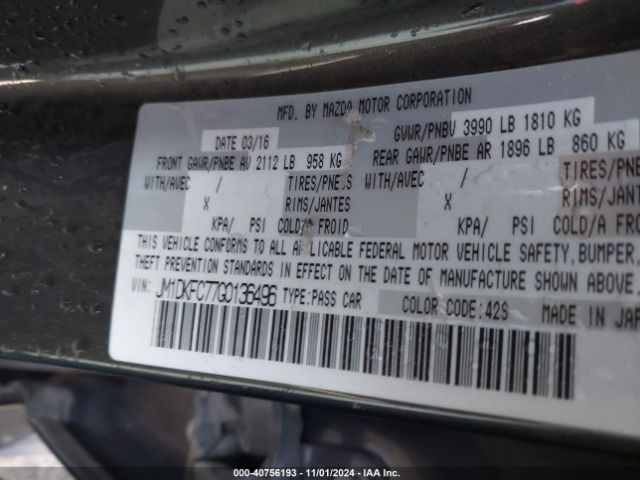 MFD. BY MAZDA MOTOR CORPORATION
DATE 03/16 GVWR/PNBV 3990 LB 1810 KG
FRONT GAWR/PNBE AV 2112 LB 958 KG REAR GAWR/PNBE AR 1896 LB 860 KG
WITH/AVEC / TIRES/PNEUS WITH/AVEC / TIRES/PNE
X RIMS/JANTES X RIMS/JANTE
KPA/ PSI COLD/A FROID KPA/ PSI COLD/A FRO
THIS VEHICLE CONFORMS TO ALL APPLICABLE FEDERAL MOTOR VEHICLE SAFETY, BUMPER,
THEFT PREVENTION STANDARDS IN EFFECT ON THE DATE OF MANUFACTURE SHOWN ABOVE.
VIN: JM1DKFC77G0136496 TYPE:PASS CAR COLOR CODE:42S MADE IN JAP
000-40756193 - 11/01/2024 - IAA Inc.